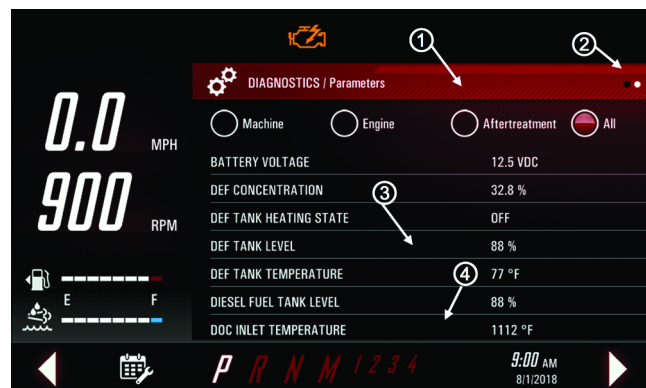 1
2
DIAGNOSTICS / Parameters
Machine Engine Aftertreatment All
0.0 MPH
900 RPM
BATTERY VOLTAGE 12.5 VDC
DEF CONCENTRATION 32.8 %
3
DEF TANK HEATING STATE OFF
DEF TANK LEVEL 88 %
DEF TANK TEMPERATURE 77 °F
4
DIESEL FUEL TANK LEVEL 88 %
DOC INLET TEMPERATURE 1112 °F
E F
P R N M 1 2 3 4
9:00 AM
8/1/2018